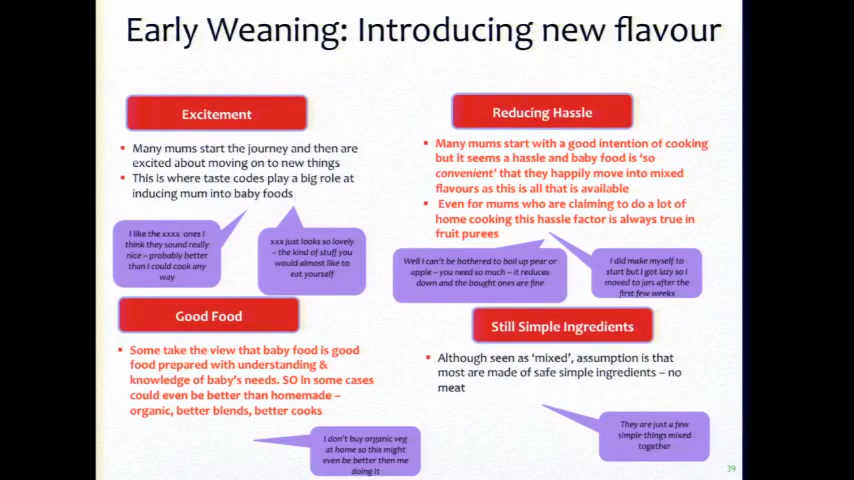 Early Weaning: Introducing new flavour
Excitement
Many mums start the journey and then are
excited about moving on to new things
This is where taste codes play a big role at
inducing mum into baby foods
I like the xxxx ones I
think they sound really
nice – probably better
than I could cook any
way
xxx just looks so lovely
– the kind of stuff you
would almost like to
eat yourself
Reducing Hassle
Many mums start with a good intention of cooking
but it seems a hassle and baby food is ‘so
convenient’ that they happily move into mixed
flavours as this is all that is available
Even for mums who are claiming to do a lot of
home cooking this hassle factor is always true in
fruit purees
Well I can’t be bothered to boil up pear or
apple – you need so much – it reduces
down and the bought ones are fine
I did make myself to
start but I got lazy so I
moved to jars after the
first few weeks
Good Food
Some take the view that baby food is good
food prepared with understanding &
knowledge of baby’s needs. SO in some cases
could even be better than homemade –
organic, better blends, better cooks
I don’t buy organic veg
at home so this might
even be better then me
doing it
Still Simple Ingredients
Although seen as ‘mixed’, assumption is that
most are made of safe simple ingredients – no
meat
They are just a few
simple things mixed
together
39